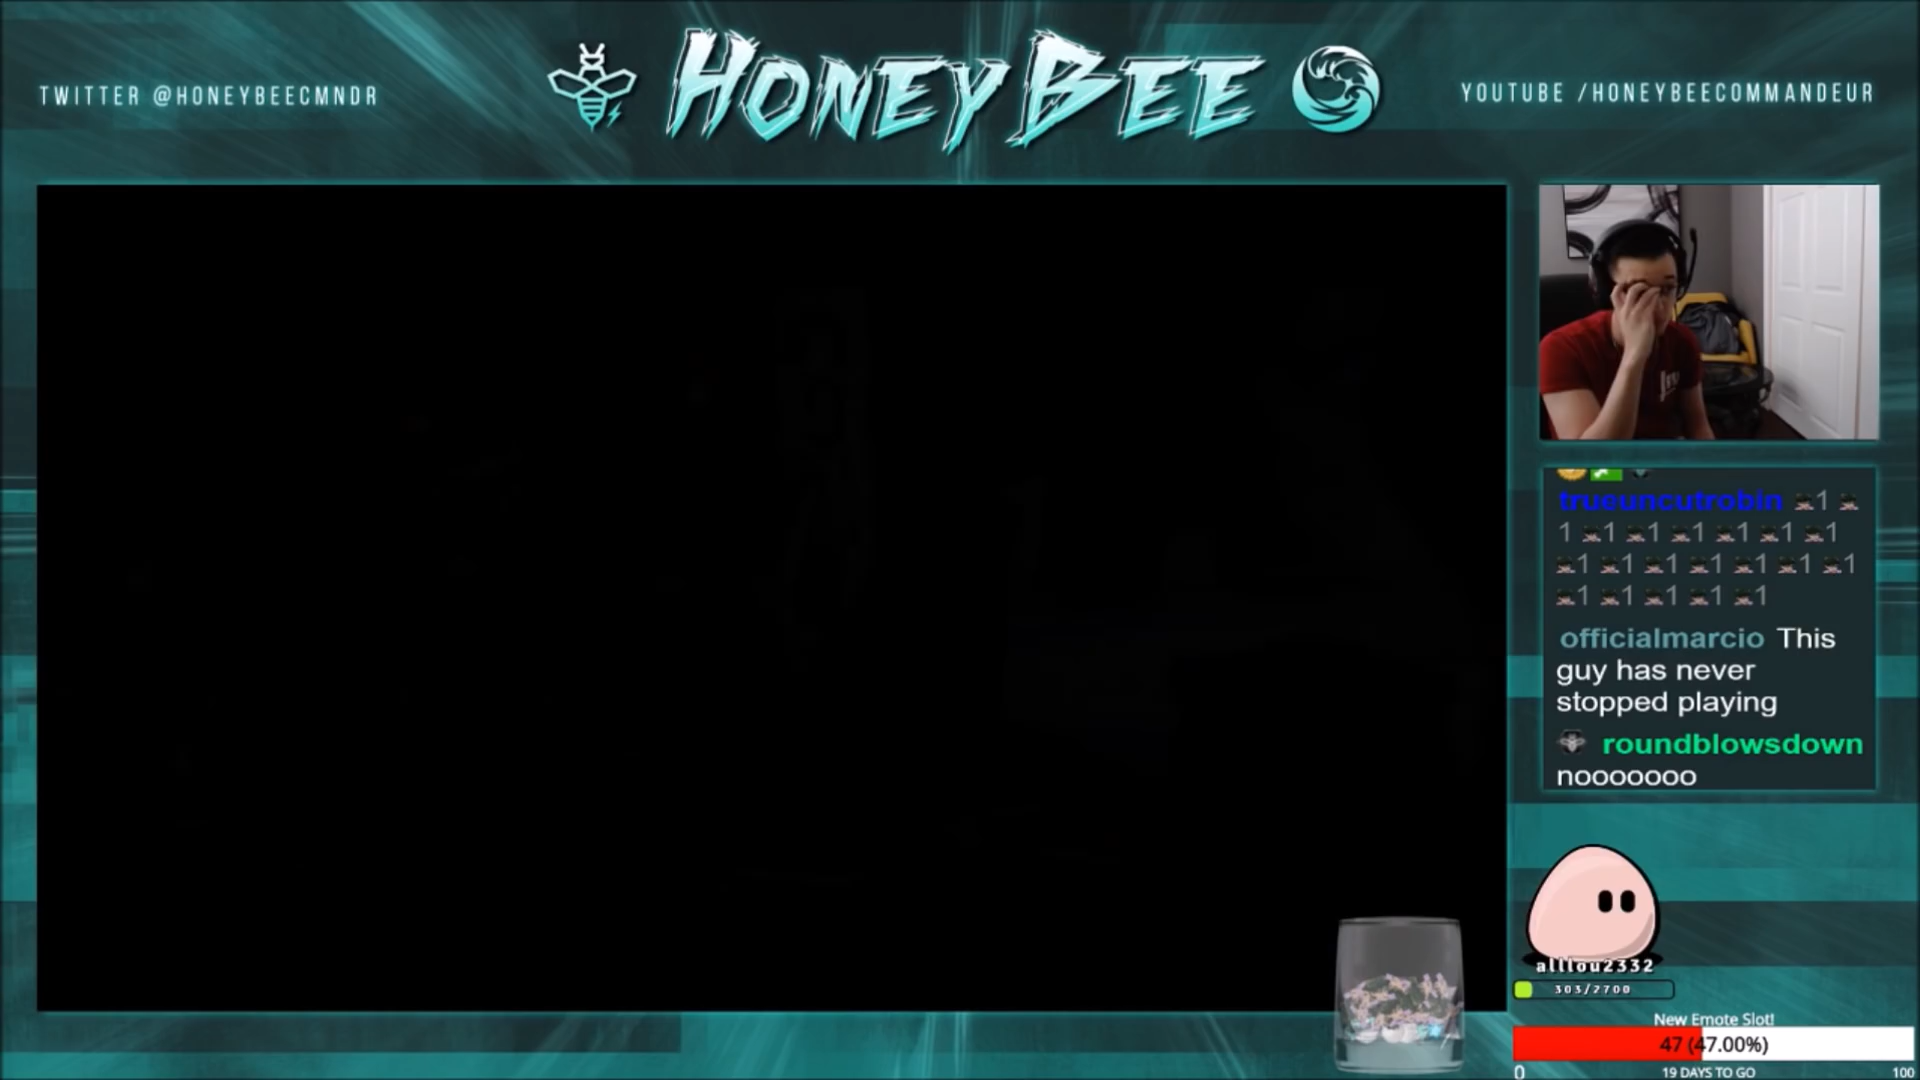 TWITTER @HONEYBEECMNDR
HONEYBEE
YOUTUBE /HONEYBEECOMMANDEUR
trueuncutrobin 1
1 1 1 1 1 1 1
1 1 1 1 1 1 1
1 1 1 1 1
officialmarcio This
guy has never
stopped playing
roundblowsdown
nooooooo
alllou2332
303/2700
New Emote Slot!
47 (47.00%)
0 19 DAYS TO GO 100